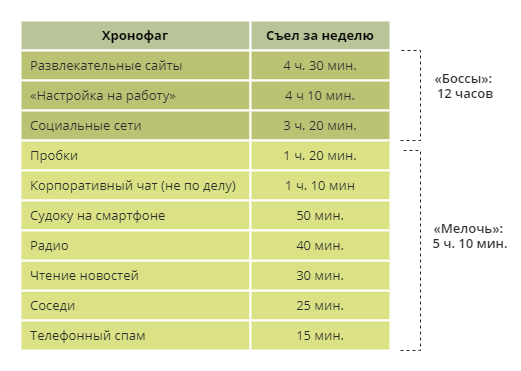 Хронофаг Съел за неделю
Развлекательные сайты 4 ч. 30 мин.
«Настройка на работу» 4 ч 10 мин.
Социальные сети 3 ч. 20 мин.
Пробки 1 ч. 20 мин.
Корпоративный чат (не по делу) 1 ч. 10 мин
Судоку на смартфоне 50 мин.
Радио 40 мин.
Чтение новостей 30 мин.
Соседи 25 мин.
Телефонный спам 15 мин.
«Боссы»:
12 часов
«Мелочь»:
5 ч. 10 мин.